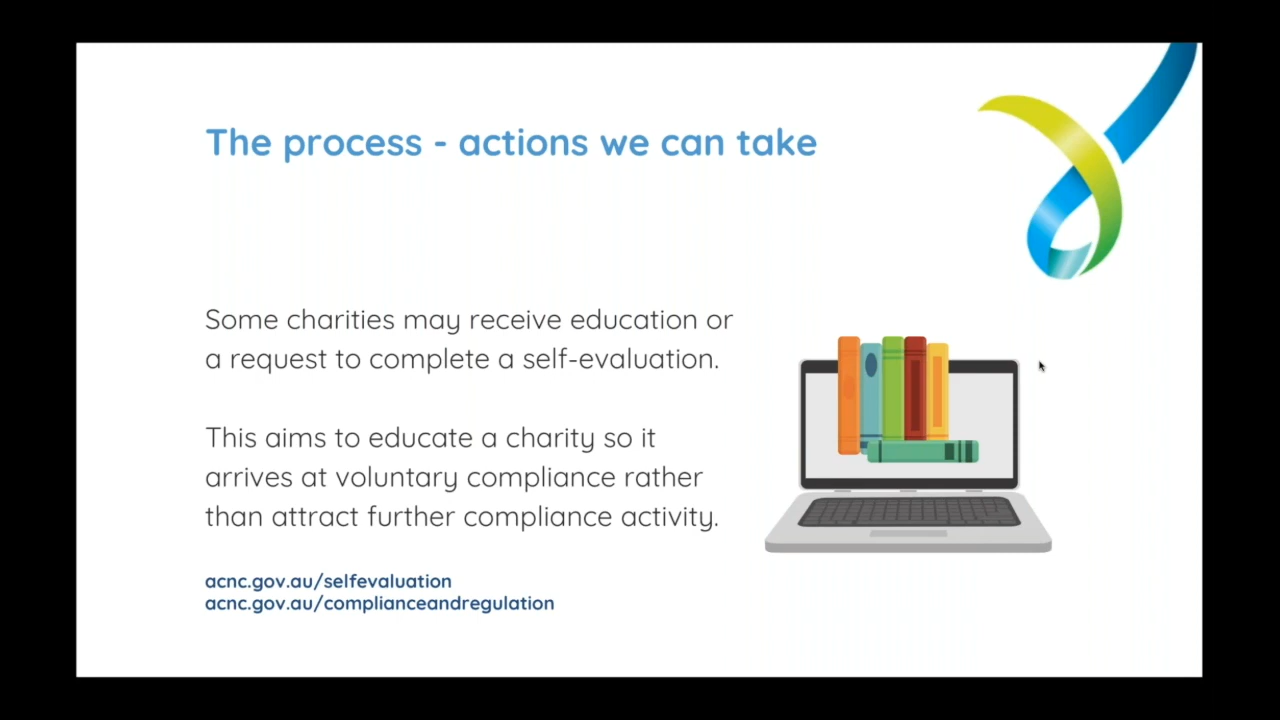 The process - actions we can take
Some charities may receive education or
a request to complete a self-evaluation.
This aims to educate a charity so it
arrives at voluntary compliance rather
than attract further compliance activity.
acnc.gov.au/selfevaluation
acnc.gov.au/complianceandregulation